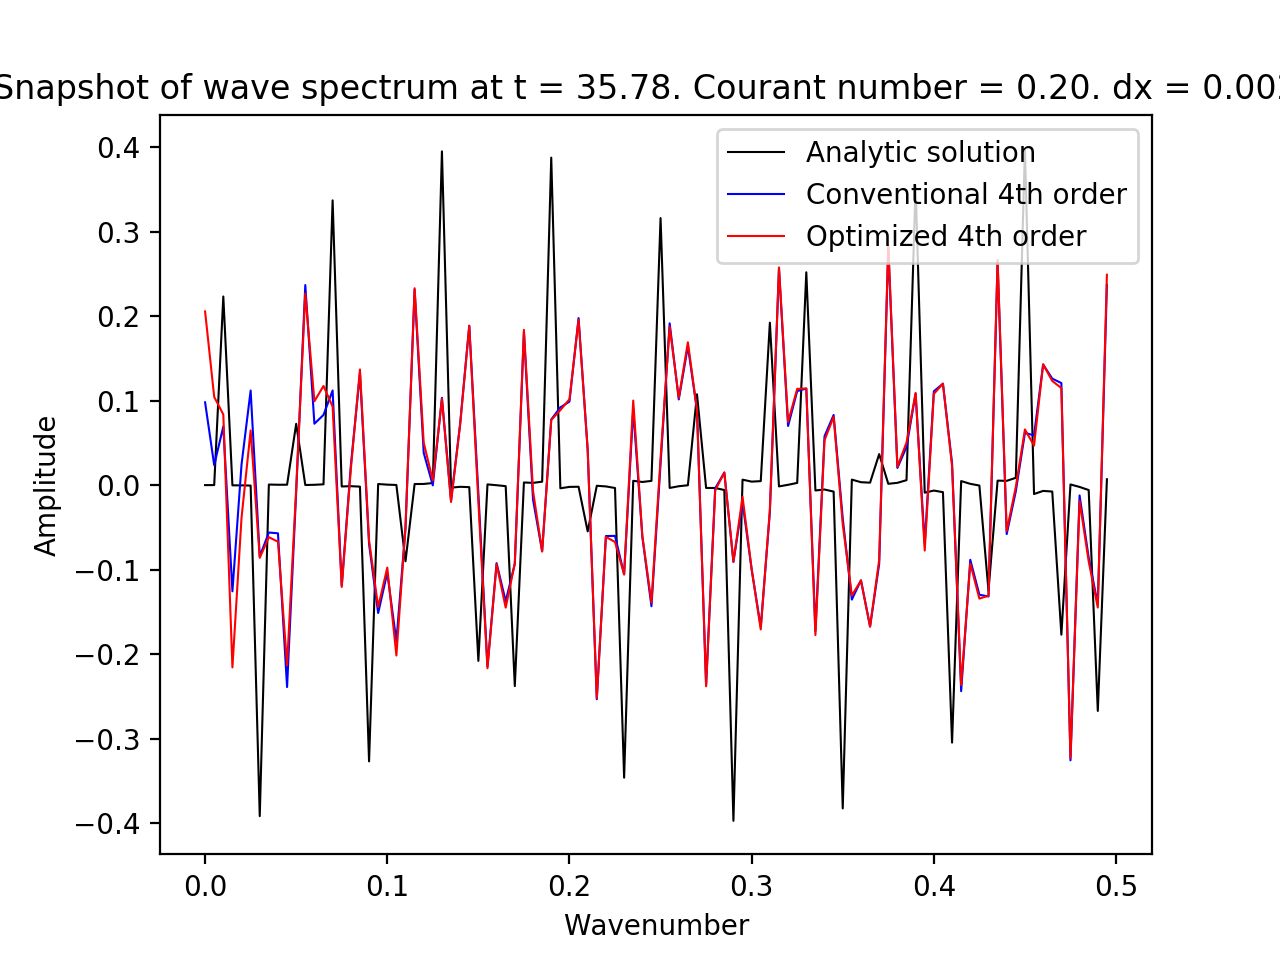 Snapshot of wave spectrum at t = 35.78. Courant number = 0.20. dx = 0.002
Analytic solution
Conventional 4th order
Optimized 4th order
0.4
0.3
0.2
0.1
0.0
−0.1
−0.2
−0.3
−0.4
Amplitude
0.0 0.1 0.2 0.3 0.4 0.5
Wavenumber